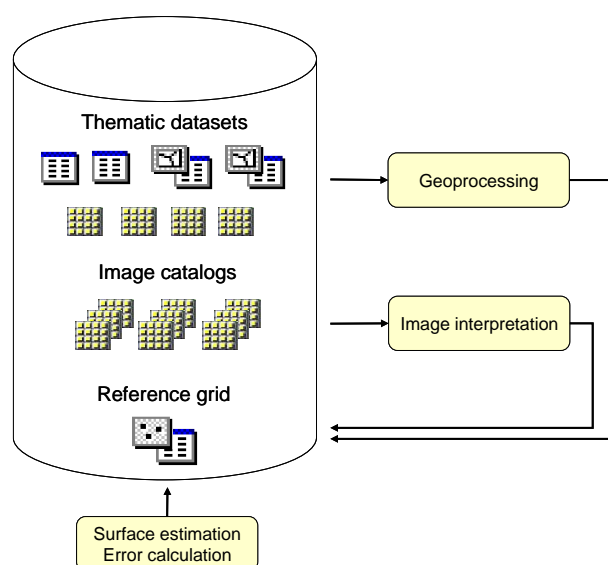 Thematic datasets
Geoprocessing
Image catalogs
Image interpretation
Reference grid
Surface estimation
Error calculation